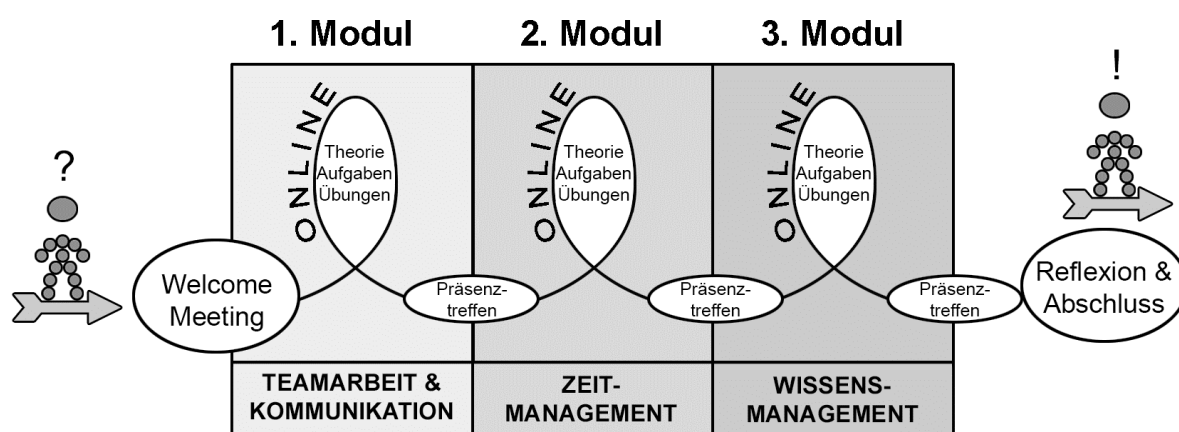 1. Modul
2. Modul
3. Modul
?
!
Welcome
Meeting
ONLINE
Theorie
Aufgaben
Übungen
Präsenz-
treffen
ONLINE
Theorie
Aufgaben
Übungen
Präsenz-
treffen
ONLINE
Theorie
Aufgaben
Übungen
Präsenz-
treffen
Reflexion &
Abschluss
TEAMARBEIT &
KOMMUNIKATION
ZEIT-
MANAGEMENT
WISSENS-
MANAGEMENT